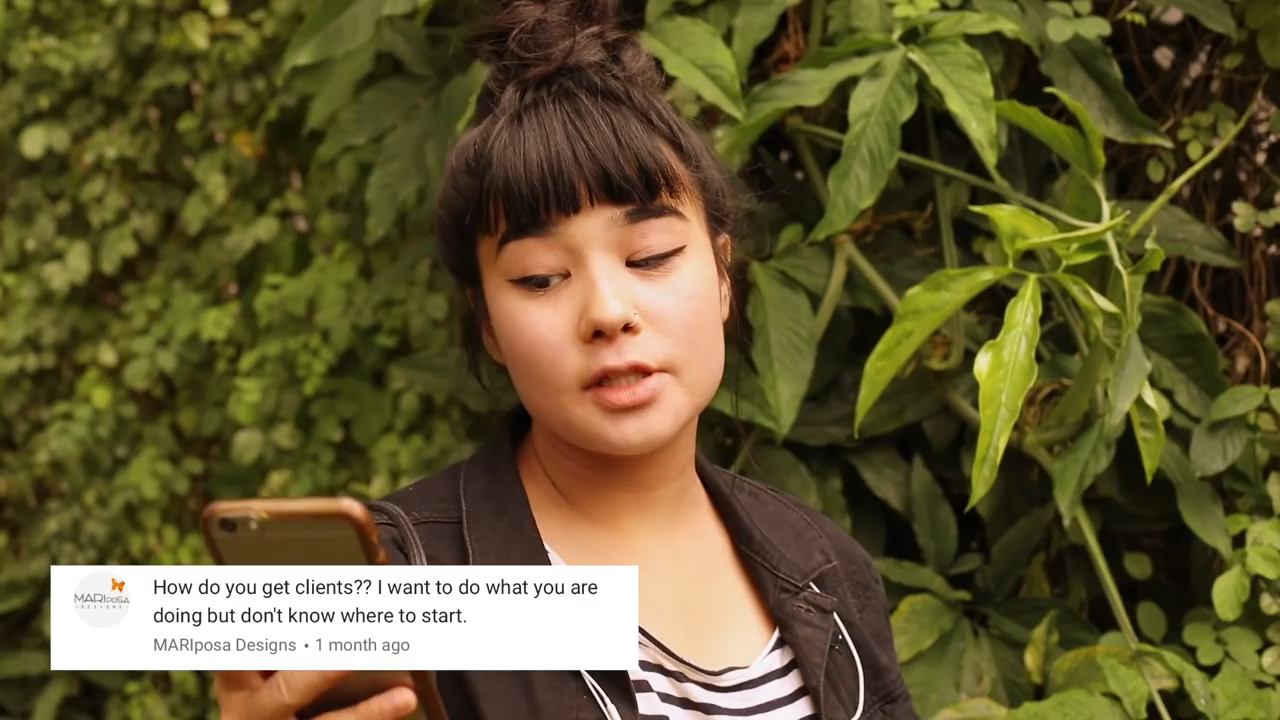 MARIposa
DESIGNS
How do you get clients?? I want to do what you are
doing but don't know where to start.
MARIposa Designs • 1 month ago